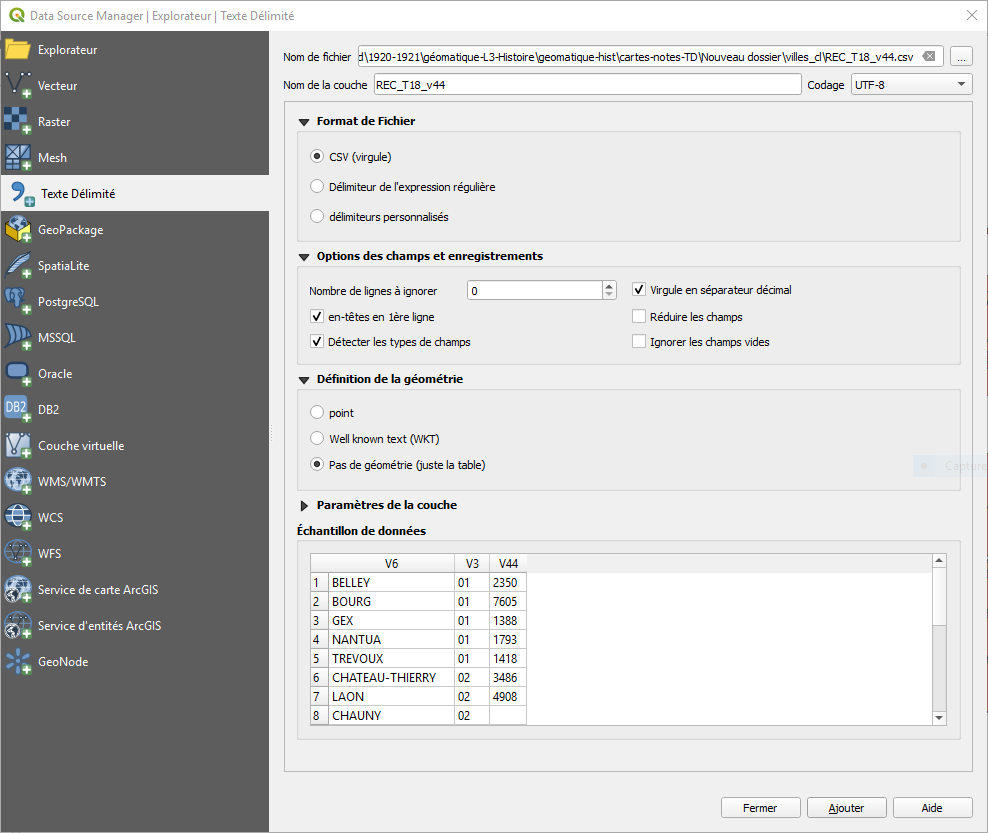 Data Source Manager | Explorateur | Texte Délimité
Explorateur
Vecteur
Raster
Mesh
Texte Délimité
GeoPackage
SpatiaLite
PostgreSQL
MSSQL
Oracle
DB2 DB2
Couche virtuelle
WMS/WMTS
WCS
WFS
Service de carte ArcGIS
Service d'entités ArcGIS
GeoNode
Nom de fichier d\1920-1921\géomatique-L3-Histoire\geomatique-hist\cartes-notes-TD\Nouveau dossier\villes_cl\REC_T18_v44.csv ...
Nom de la couche REC_T18_v44 Codage UTF-8
Format de Fichier
CSV (virgule)
Délimiteur de l'expression régulière
délimiteurs personnalisés
Options des champs et enregistrements
Nombre de lignes à ignorer 0 Virgule en séparateur décimal
en-têtes en 1ère ligne Réduire les champs
Détecter les types de champs Ignorer les champs vides
Définition de la géométrie
point
Well known text (WKT)
Pas de géométrie (juste la table)
Capture
Paramètres de la couche
Échantillon de données
V6 V3 V44
1 BELLEY 01 2350
2 BOURG 01 7605
3 GEX 01 1388
4 NANTUA 01 1793
5 TREVOUX 01 1418
6 CHATEAU-THIERRY 02 3486
7 LAON 02 4908
8 CHAUNY 02
Fermer Ajouter Aide